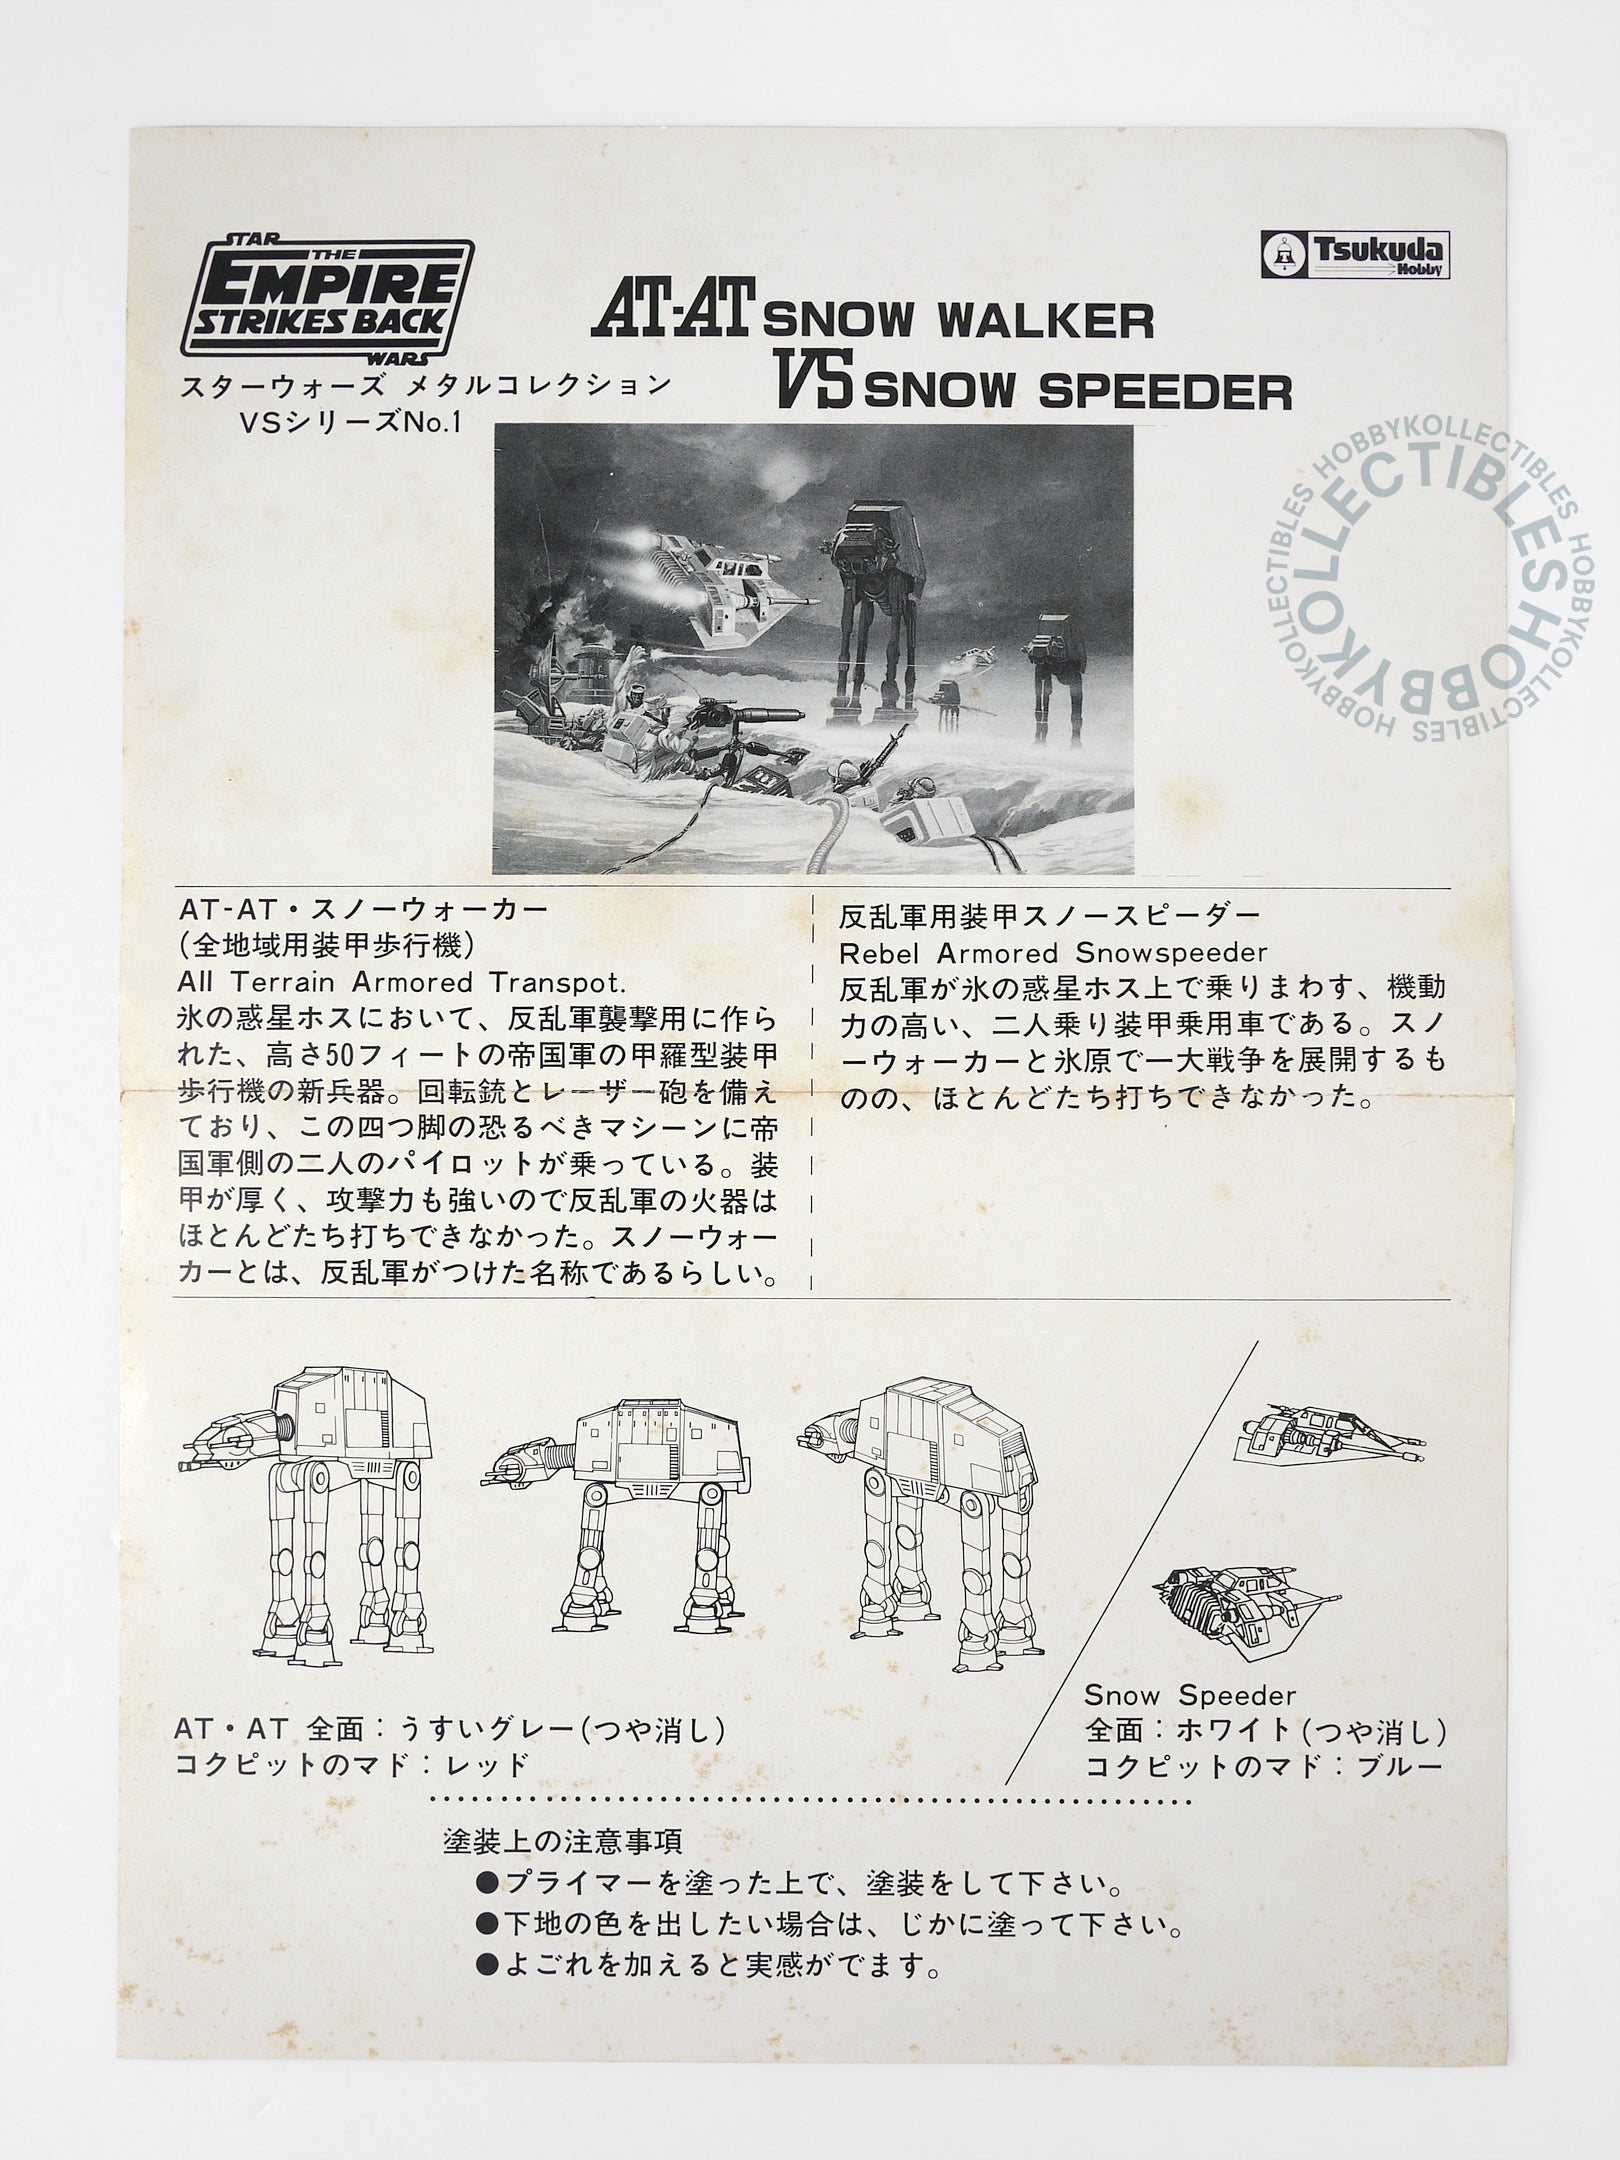 STAR
THE
EMPIRE
STRIKES BACK
WARS
スターウォーズ メタルコレクション
VSシリーズNo.1
AT-AT SNOW WALKER
VS SNOW SPEEDER
Tsukuda
Hobby
HOBBYKOLLECTIBLES HOBBYKOLLECTIBLES HOBBYKOLLECTIBLES
HOBBYKOLLECTIBLES
AT-AT・スノーウォーカー
(全地域用装甲歩行機)
All Terrain Armored Transpot.
氷の惑星ホスにおいて、反乱軍襲撃用に作ら
れた、高さ50フィートの帝国軍の甲羅型装甲
歩行機の新兵器。回転銃とレーザー砲を備え
ており、この四つ脚の恐るべきマシーンに帝
国軍側の二人のパイロットが乗っている。装
甲が厚く、攻撃力も強いので反乱軍の火器は
ほとんどたち打ちできなかった。スノーウォー
カーとは、反乱軍がつけた名称であるらしい。
反乱軍用装甲スノースピーダー
Rebel Armored Snowspeeder
反乱軍が氷の惑星ホス上で乗りまわす、機動
力の高い、二人乗り装甲乗用車である。スノ
ーウォーカーと氷原で一大戦争を展開するも
のの、ほとんどたち打ちできなかった。
AT・AT 全面：うすいグレー(つや消し)
コクピットのマド：レッド
Snow Speeder
全面：ホワイト(つや消し)
コクピットのマド：ブルー
塗装上の注意事項
●プライマーを塗った上で、塗装をして下さい。
●下地の色を出したい場合は、じかに塗って下さい。
●よごれを加えると実感がでます。